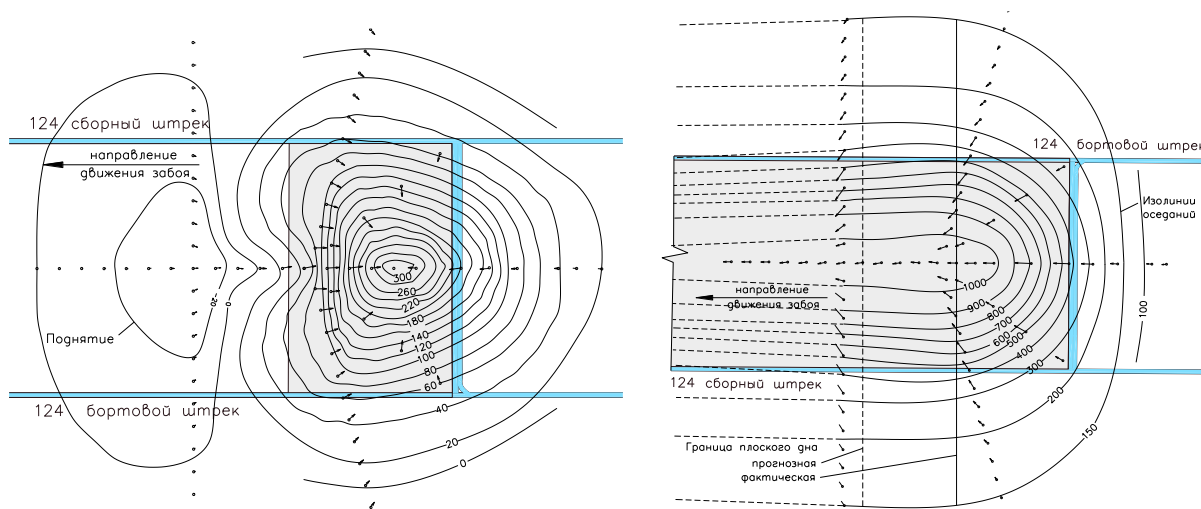 124 сборный штрек
направление
движения забоя
Поднятие
-20
0
300
260
220
180
140
120
100
80
60
40
20
0
124 бортовой штрек
124 бортовой штрек
Изолинии
оседаний
направление
движения забоя
1000
900
800
700
600
500
400
300
200
150
100
124 сборный штрек
Граница плоского дна
прогнозная
фактическая